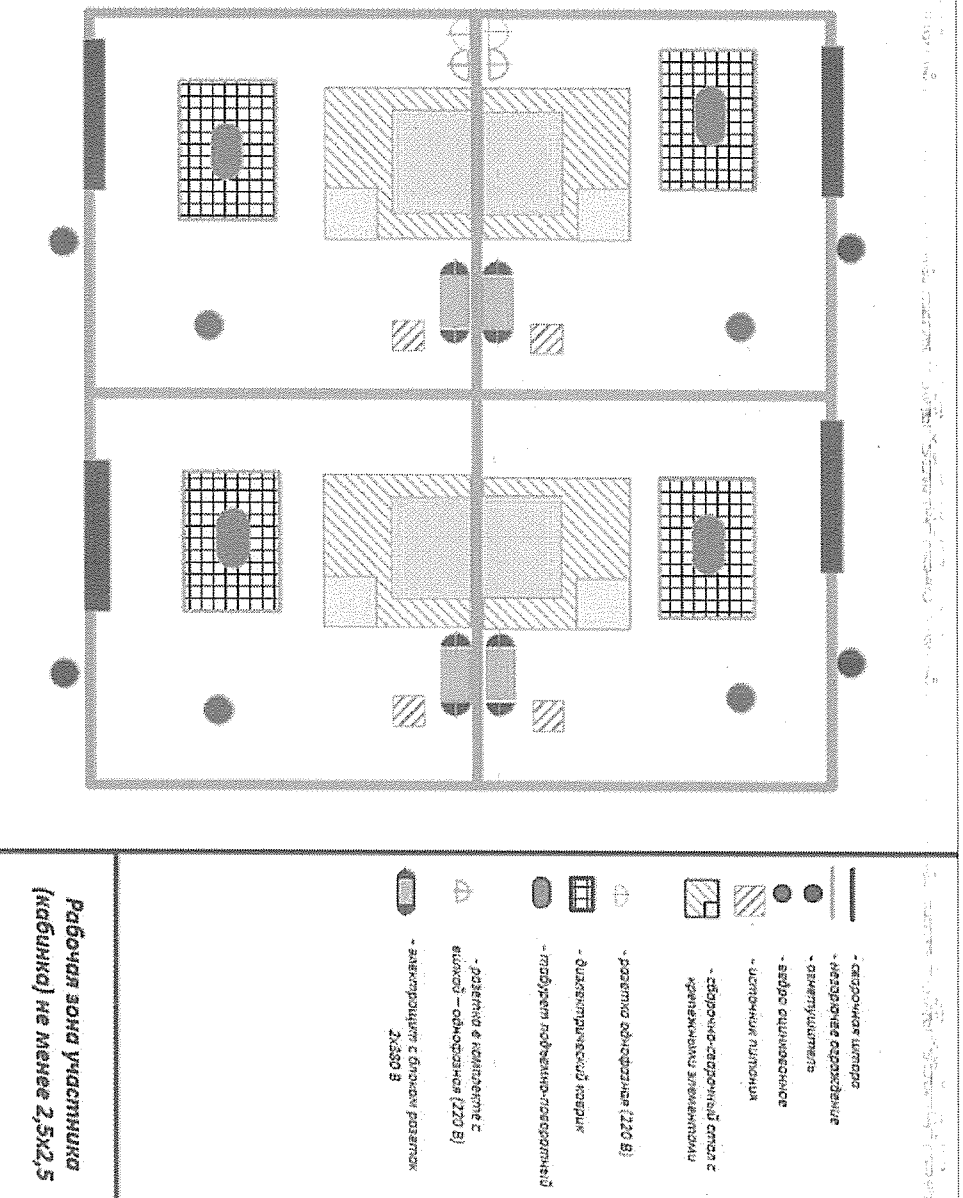 - сварочная штора
- негорючее ограждение
- огнетушитель
- ведро оцинкованное
- источник питания
- сборочно-сварочный стол с
крепежными элементами
- розетка однофазная (220 В)
- диэлектрический коврик
- табурет подъемно-поворотный
- розетка в комплекте с
вилкой – однофазная (220 В)
- электрощит с блоком розеток
2х380 В
Рабочая зона участника
(кабинка) не менее 2,5х2,5